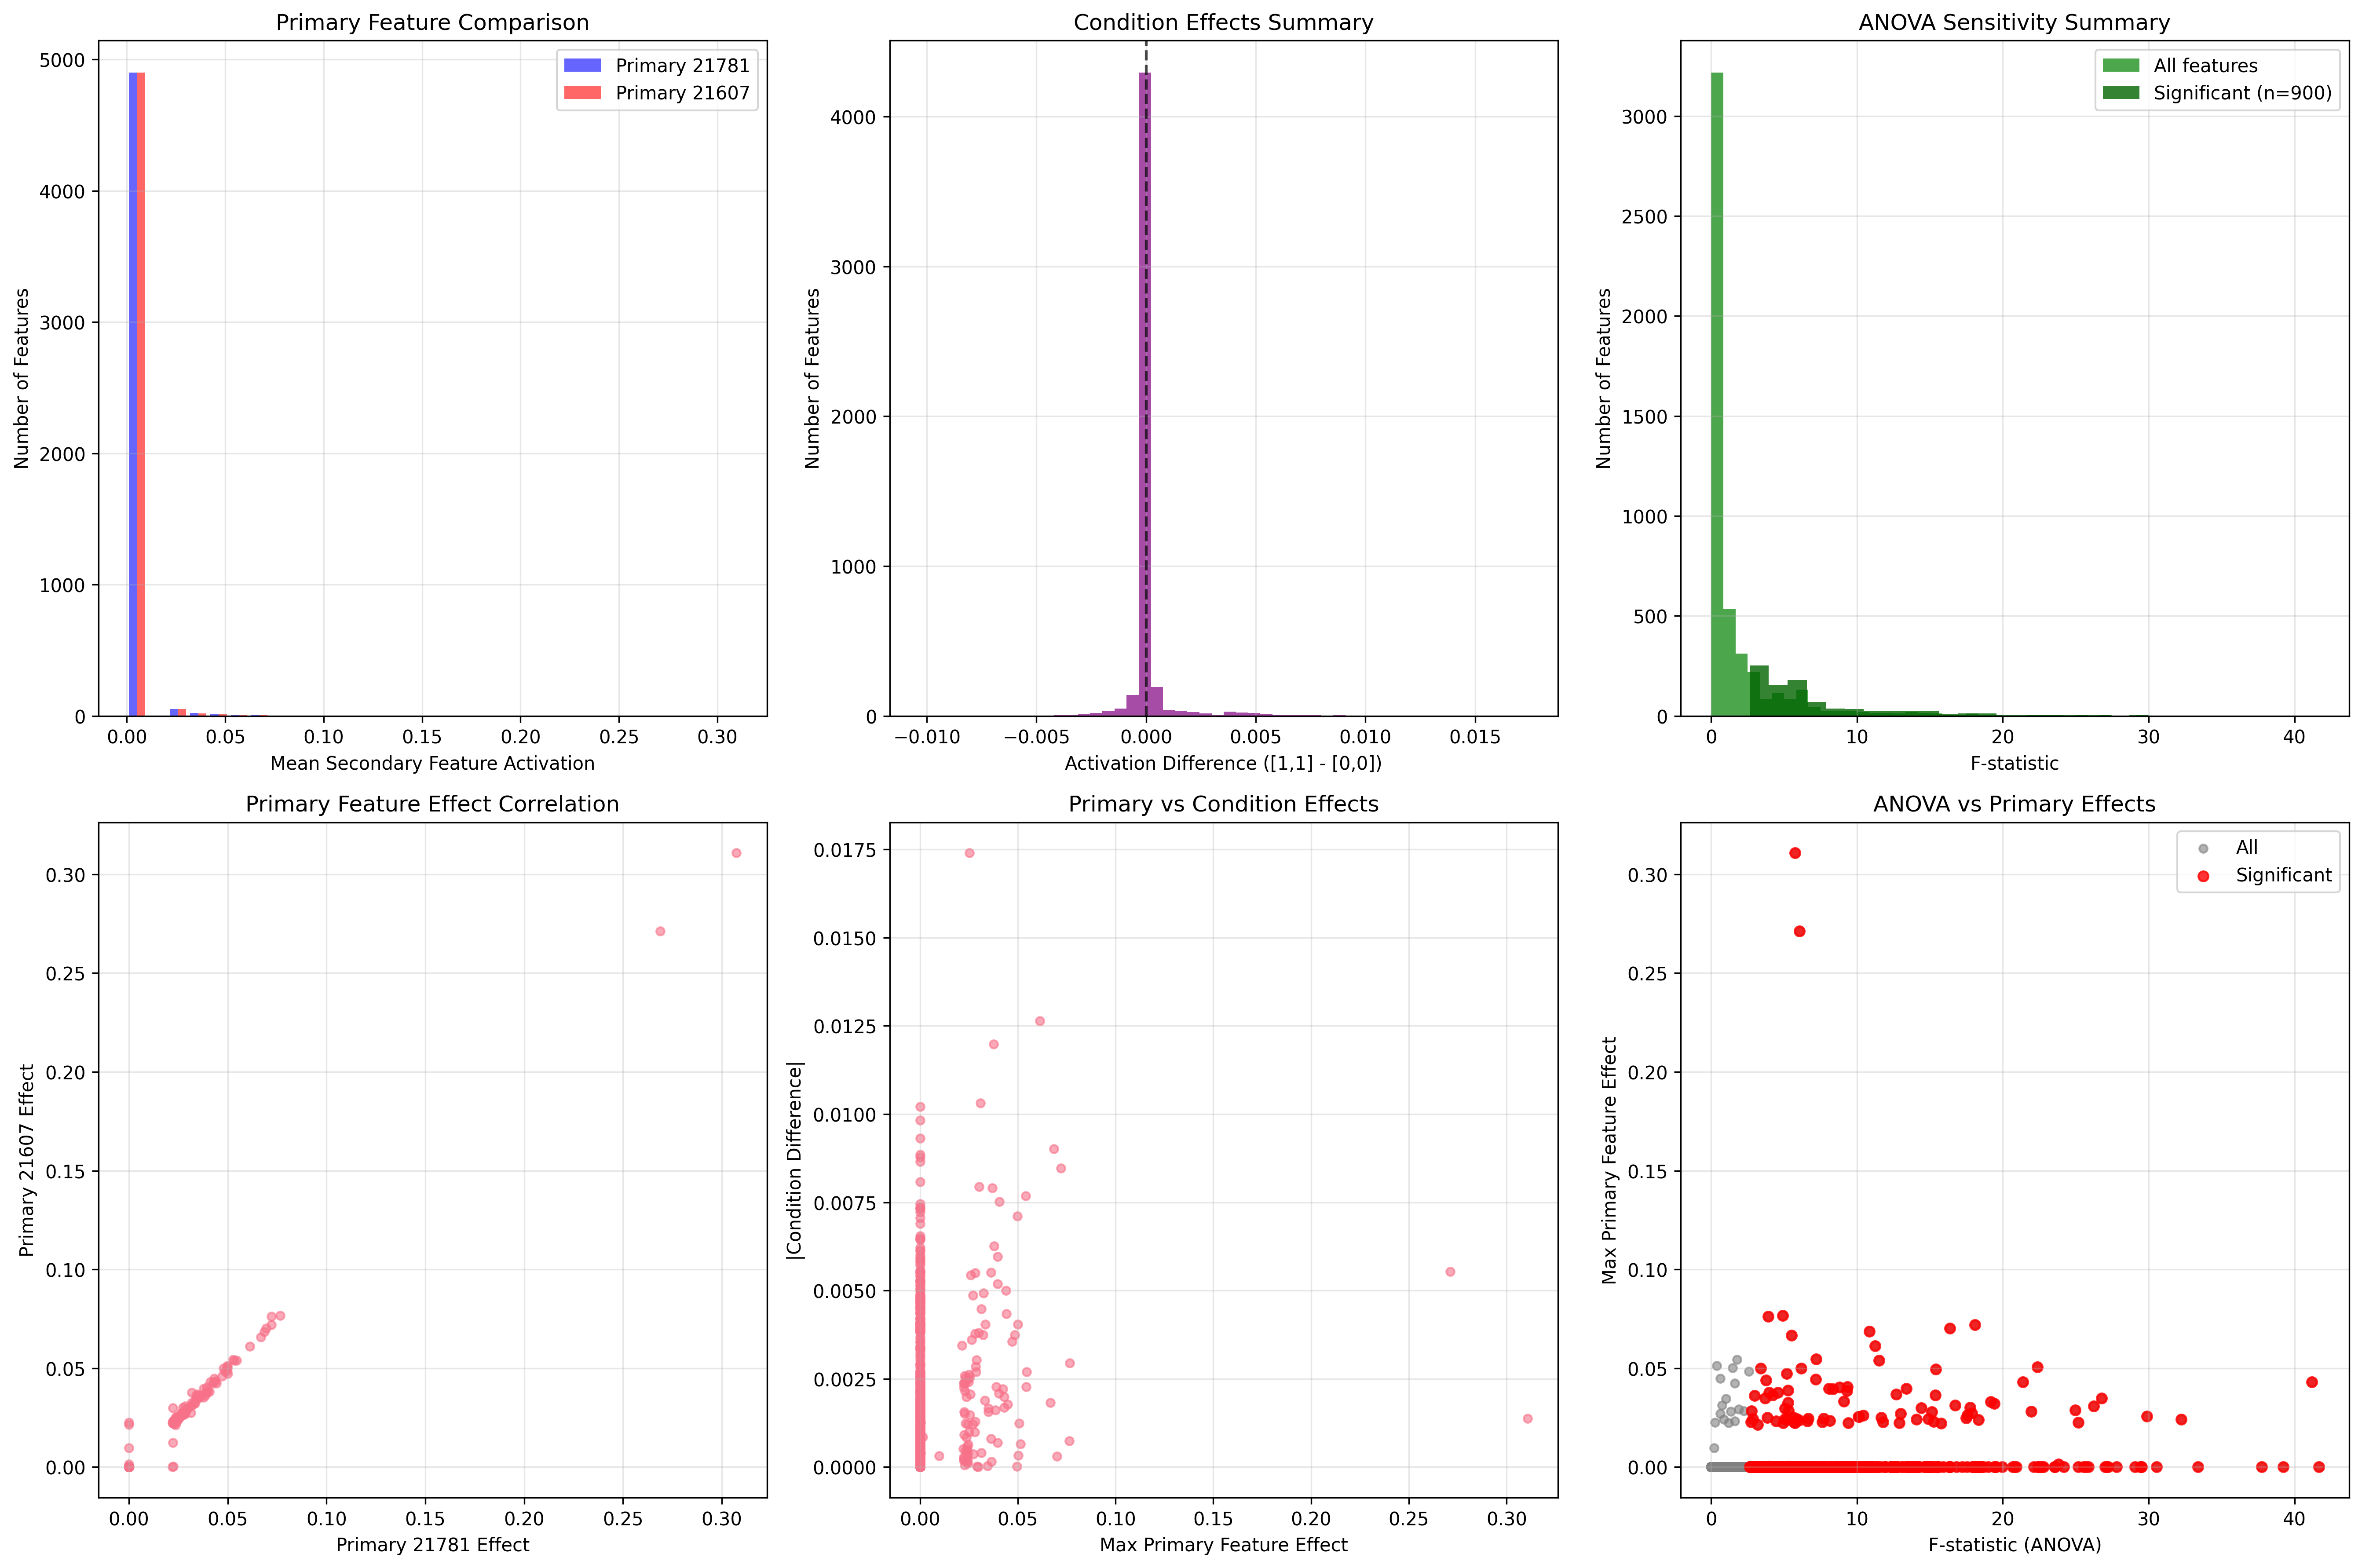 Primary Feature Comparison
Number of Features
5000
4000
3000
2000
1000
0
Primary 21781
Primary 21607
0.00 0.05 0.10 0.15 0.20 0.25 0.30
Mean Secondary Feature Activation
Condition Effects Summary
Number of Features
4000
3000
2000
1000
0
−0.010 −0.005 0.000 0.005 0.010 0.015
Activation Difference ([1,1] - [0,0])
ANOVA Sensitivity Summary
Number of Features
3000
2500
2000
1500
1000
500
0
All features
Significant (n=900)
0 10 20 30 40
F-statistic
Primary Feature Effect Correlation
Primary 21607 Effect
0.30
0.25
0.20
0.15
0.10
0.05
0.00
0.00 0.05 0.10 0.15 0.20 0.25 0.30
Primary 21781 Effect
Primary vs Condition Effects
|Condition Difference|
0.0175
0.0150
0.0125
0.0100
0.0075
0.0050
0.0025
0.0000
0.00 0.05 0.10 0.15 0.20 0.25 0.30
Max Primary Feature Effect
ANOVA vs Primary Effects
Max Primary Feature Effect
0.30
0.25
0.20
0.15
0.10
0.05
0.00
All
Significant
0 10 20 30 40
F-statistic (ANOVA)